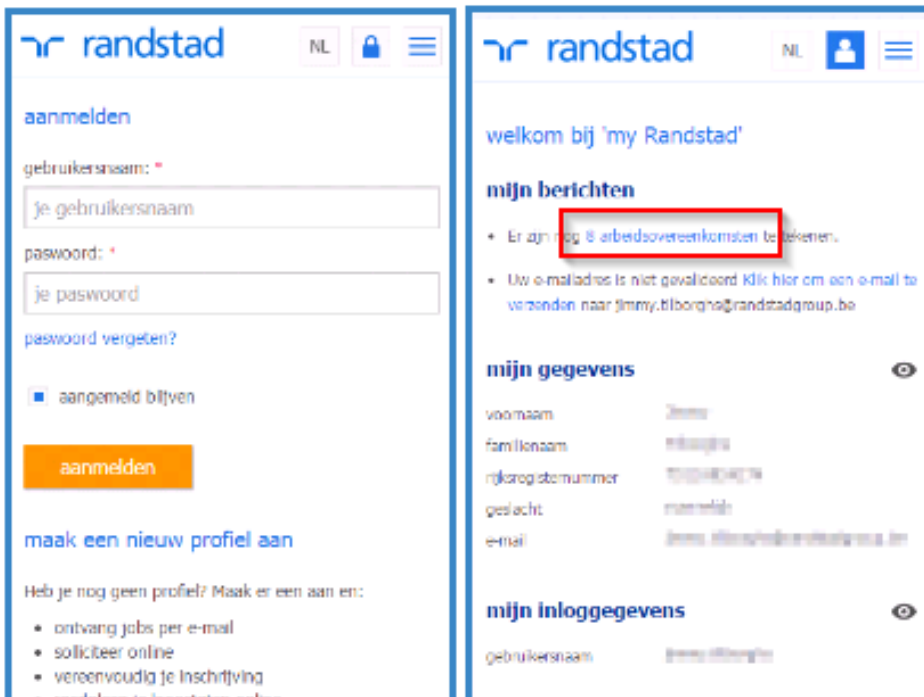 randstad
NL
aanmelden
gebruikersnaam: *
je gebruikersnaam
paswoord: *
je paswoord
paswoord vergeten?
aangemeld blijven
aanmelden
maak een nieuw profiel aan
Heb je nog geen profiel? Maak er een aan en:
• ontvang jobs per e-mail
• solliciteer online
• vereenvoudig je inschrijving
randstad
NL
welkom bij 'my Randstad'
mijn berichten
• Er zijn nog 8 arbeidsovereenkomsten te tekenen.
• Uw e-mailadres is niet gevalideerd Klik hier om een e-mail te
verzenden naar jimmy.tilborghs@randstadgroup.be
mijn gegevens
voornaam
familienaam
rijksregisternummer
geslacht
e-mail
mijn inloggegevens
gebruikersnaam